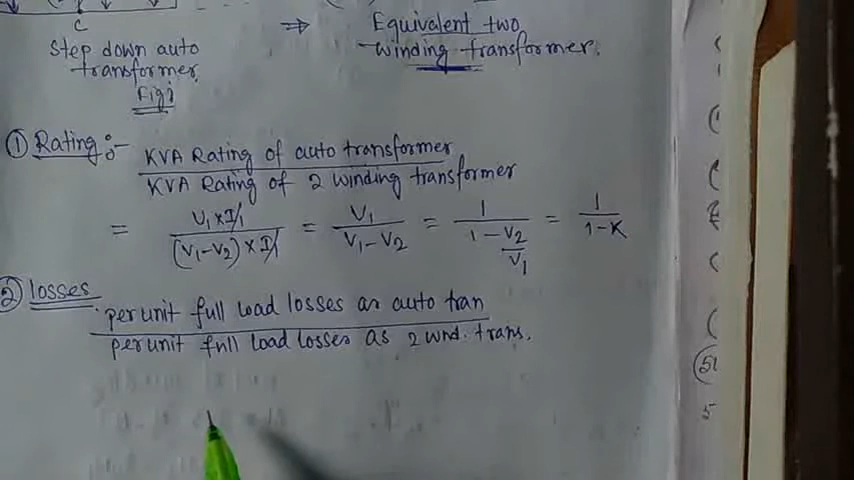 C
Step down auto
transformer.
Fig:
⇒ Equivalent two
winding transformer.
① Rating :- KVA Rating of auto transformer
KVA Rating of 2 winding transformer
= V1 × I1 / (V1-V2) × I1 = V1 / V1-V2 = 1 / 1 - V2/V1 = 1 / 1-K
② losses
per unit full load losses as auto tran
per unit full load losses as 2 wnd. trans.